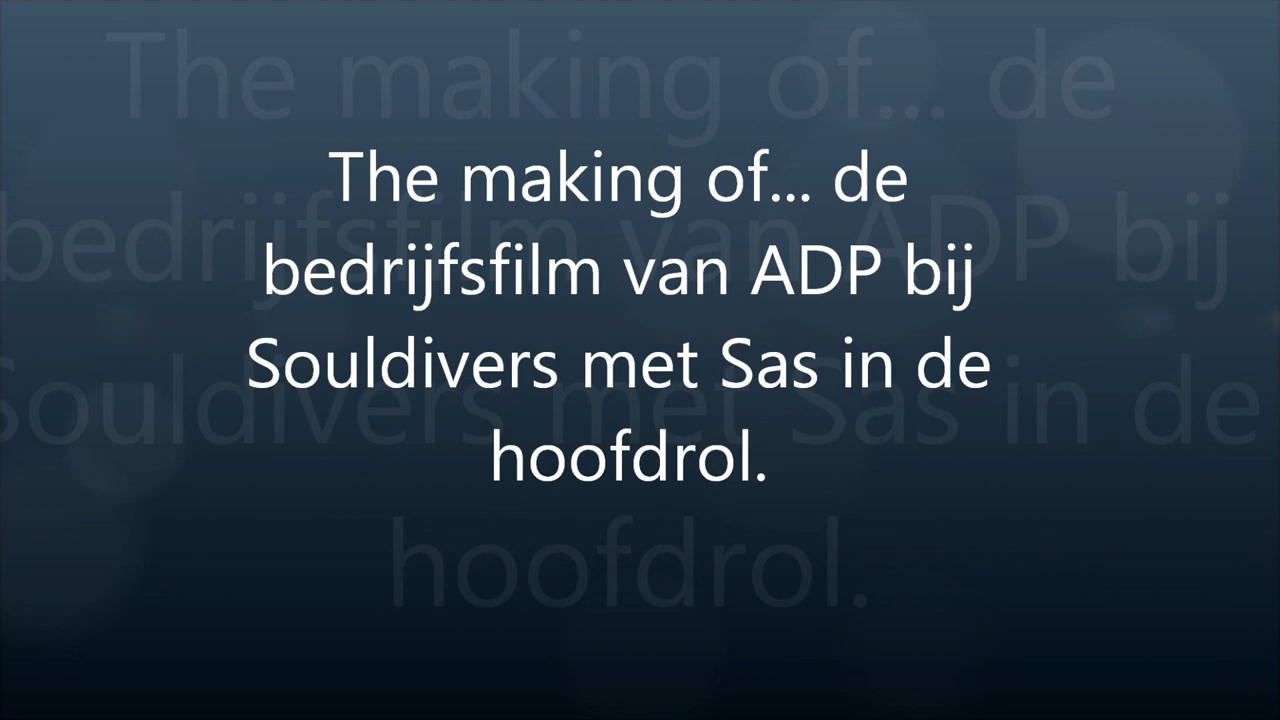 The making of... de
bedrijfsfilm van ADP bij
Souldivers met Sas in de
hoofdrol.